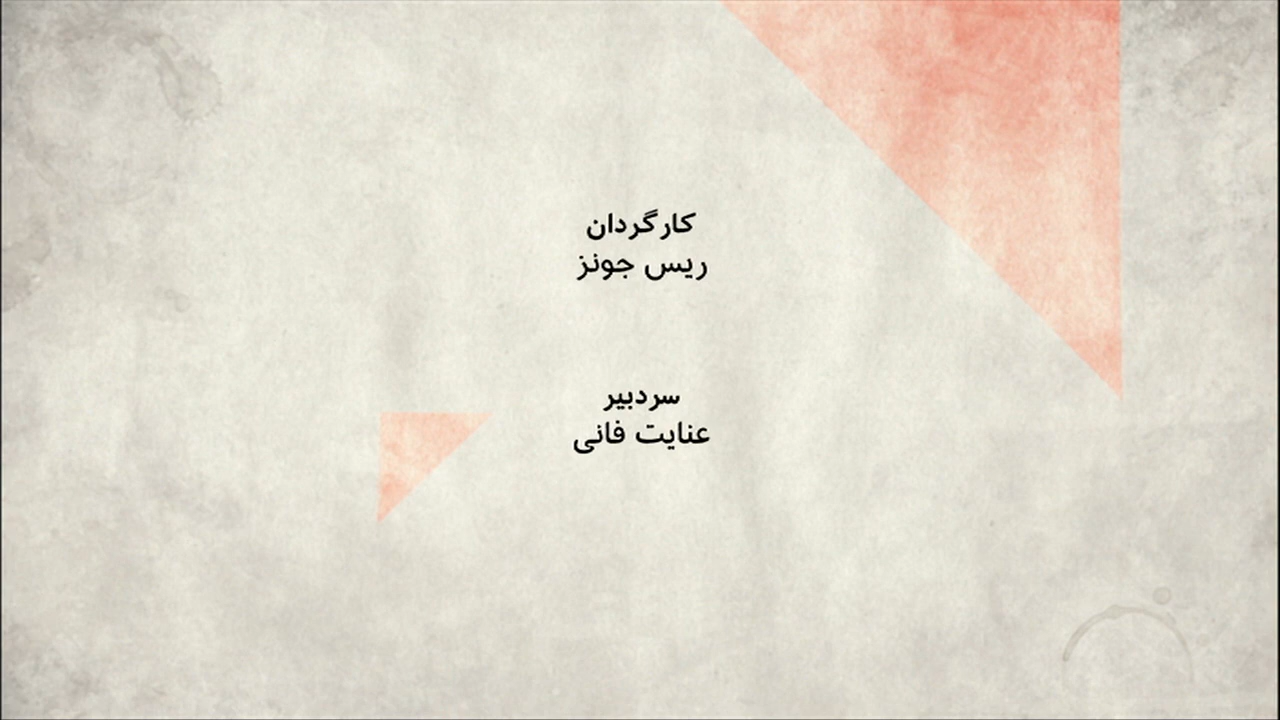 کارگردان
ریس جونز
سردبیر
عنایت فانی